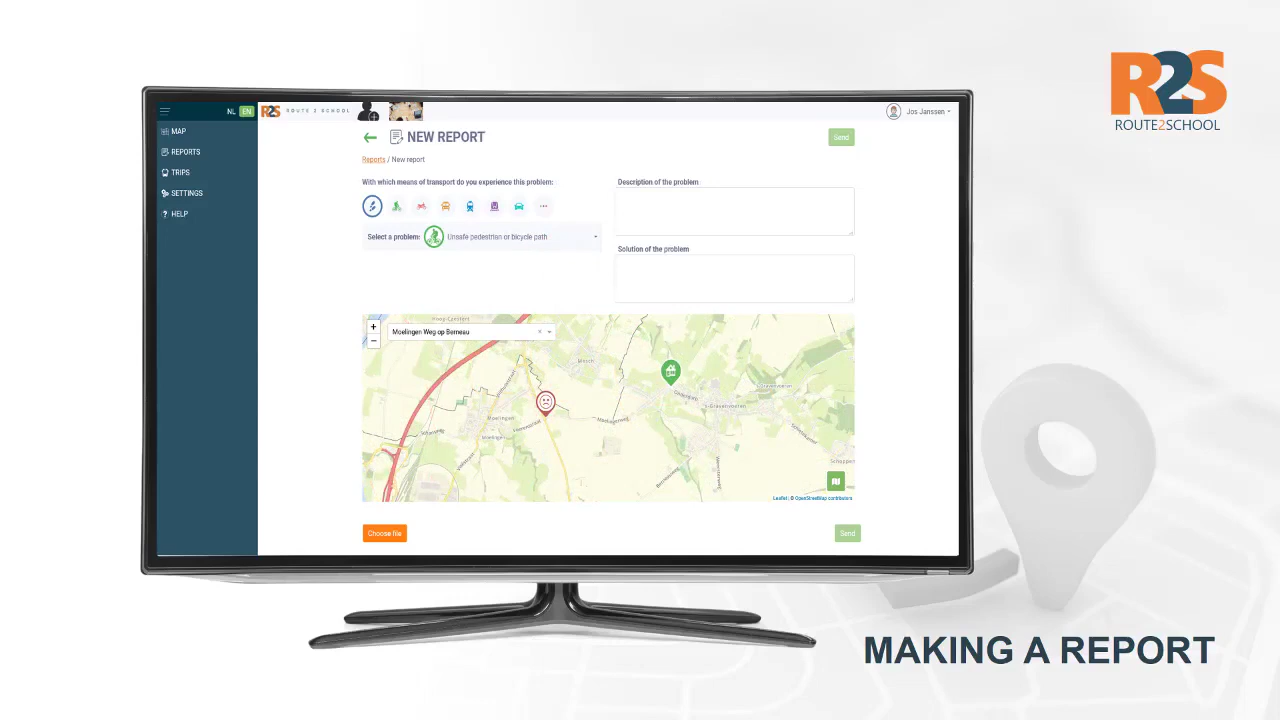 R2S
ROUTE2SCHOOL
NL EN
R2S ROUTE 2 SCHOOL
Jos Janssen
MAP
REPORTS
TRIPS
SETTINGS
HELP
NEW REPORT
Send
Reports / New report
With which means of transport do you experience this problem:
Select a problem: Unsafe pedestrian or bicycle path
Description of the problem
Solution of the problem
+
−
Moelingen Weg op Berneau
×
Moelingen
Leaflet | © OpenStreetMap contributors
Choose file
Send
MAKING A REPORT